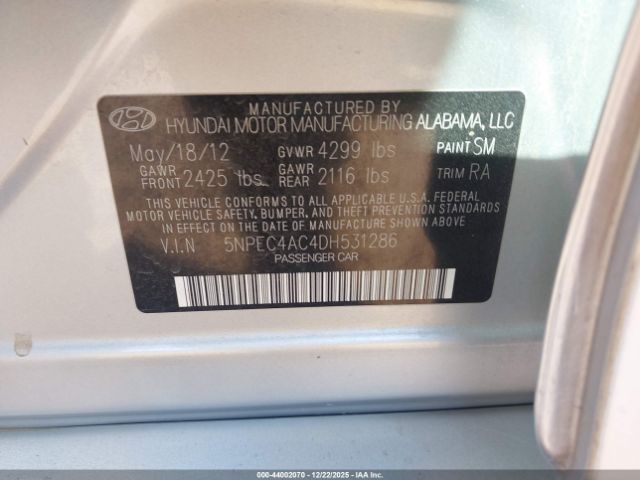 MANUFACTURED BY
HYUNDAI MOTOR MANUFACTURING ALABAMA, LLC
May/18/12 GVWR 4299 lbs PAINT SM
GAWR FRONT 2425 lbs GAWR REAR 2116 lbs TRIM RA
THIS VEHICLE CONFORMS TO ALL APPLICABLE U.S.A. FEDERAL
MOTOR VEHICLE SAFETY, BUMPER, AND THEFT PREVENTION STANDARDS
IN EFFECT ON THE DATE OF MANUFACTURE SHOWN ABOVE.
V.I.N 5NPEC4AC4DH531286
PASSENGER CAR
000-44002070 - 12/22/2025 - IAAI.COM